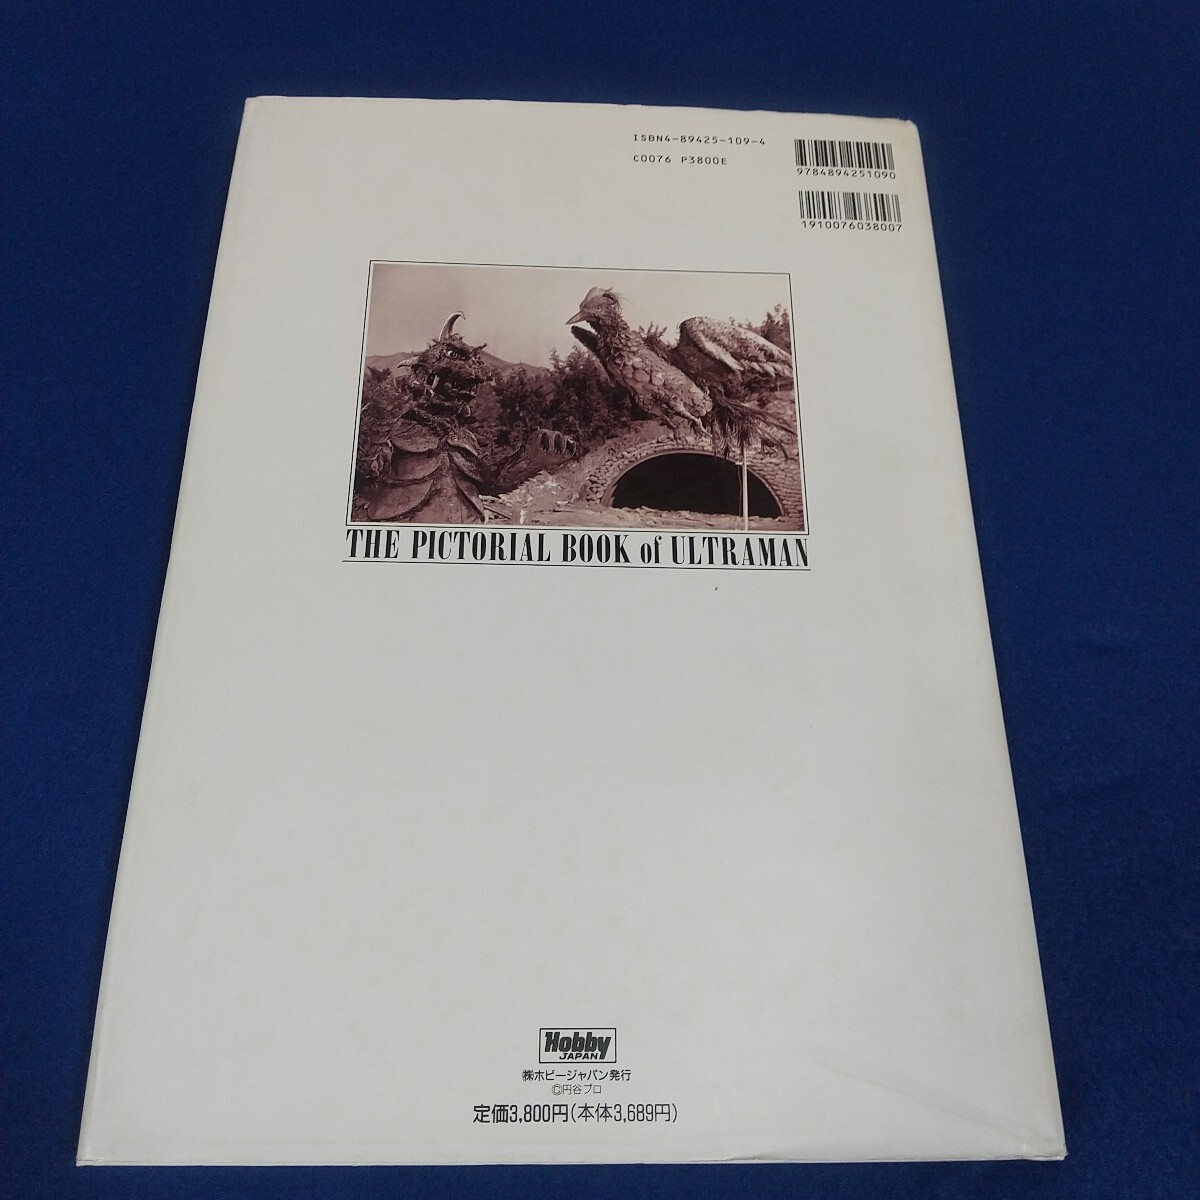 ISBN4-89425-109-4
C0076 P3800E
9784894251090
1910076038007
THE PICTORIAL BOOK of ULTRAMAN
Hobby
JAPAN
㈱ホビージャパン発行
©円谷プロ
定価3,800円(本体3,689円)